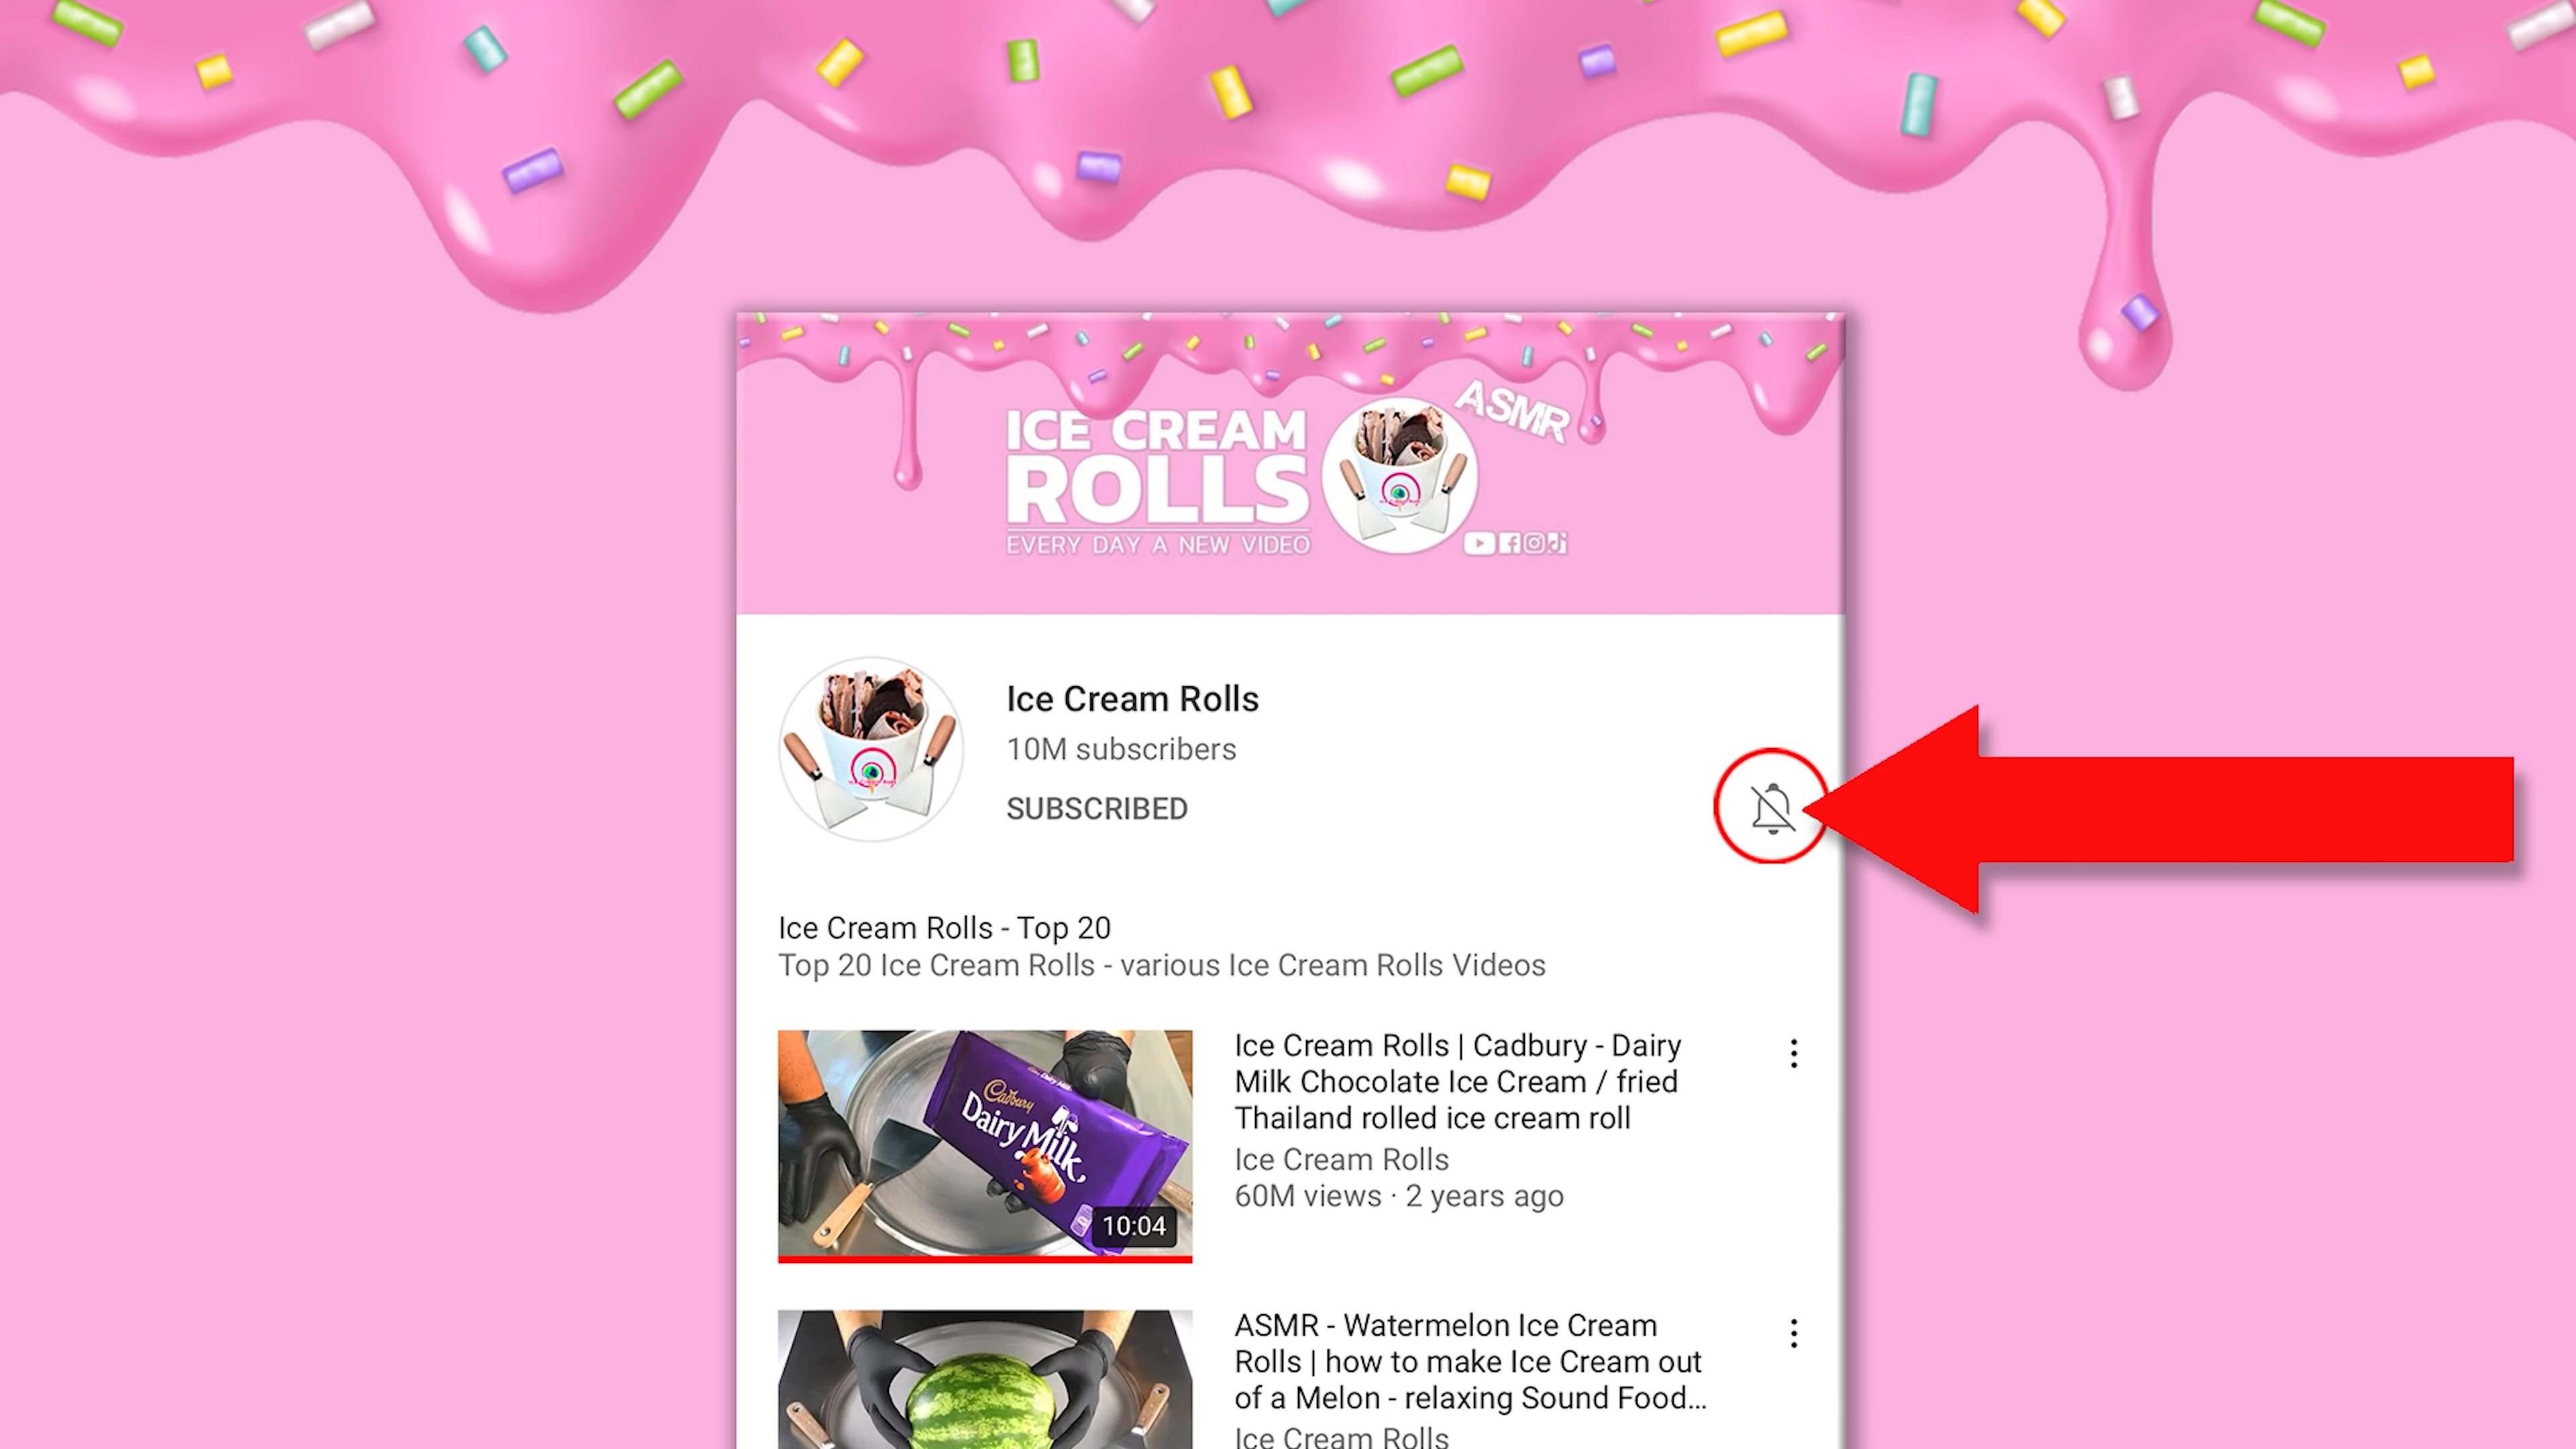 ICE CREAM
ROLLS
EVERY DAY A NEW VIDEO
ASMR
Ice Cream Rolls
10M subscribers
SUBSCRIBED
Ice Cream Rolls - Top 20
Top 20 Ice Cream Rolls - various Ice Cream Rolls Videos
Cadbury
Dairy Milk
10:04
Ice Cream Rolls | Cadbury - Dairy
Milk Chocolate Ice Cream / fried
Thailand rolled ice cream roll
Ice Cream Rolls
60M views · 2 years ago
ASMR - Watermelon Ice Cream
Rolls | how to make Ice Cream out
of a Melon - relaxing Sound Food...
Ice Cream Rolls